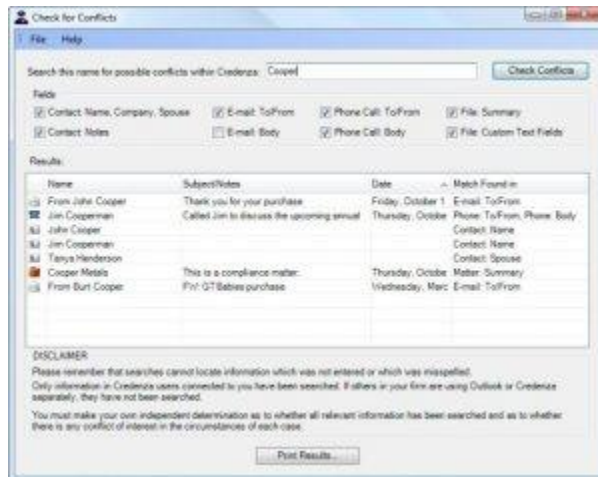 Check for Conflicts
File Help
Search this name for possible conflicts within Credenza: Cooper
Check Conflicts
Fields
Contact: Name, Company, Spouse E-mail: To/From Phone Call: To/From File: Summary
Contact: Notes E-mail: Body Phone Call: Body File: Custom Text Fields
Results:
Name Subject/Notes Date Match Found in
From John Cooper Thank you for your purchase Friday, October 1 E-mail: To/From
Jim Cooperman Called Jim to discuss the upcoming annual Thursday, Octobe Phone: To/From, Phone: Body
John Cooper Contact: Name
Jim Cooperman Contact: Name
Tanya Henderson Contact: Spouse
Cooper Metals This is a compliance matter. Thursday, Octobe Matter: Summary
From Burt Cooper FW: GT Babies purchase Wednesday, Marc E-mail: To/From
DISCLAIMER
Please remember that searches cannot locate information which was not entered or which was misspelled.
Only information in Credenza users connected to you have been searched. If others in your firm are using Outlook or Credenza
separately, they have not been searched.
You must make your own independent determination as to whether all relevant information has been searched and as to whether
there is any conflict of interest in the circumstances of each case.
Print Results...